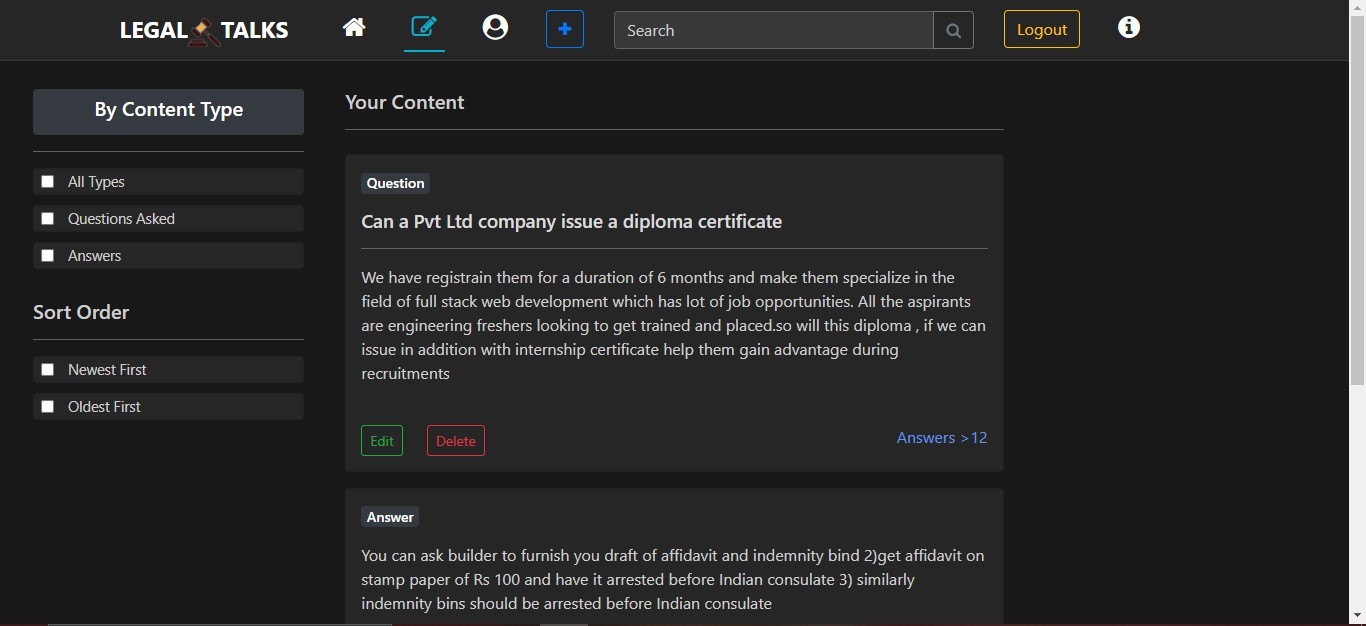 LEGAL TALKS
Search
Logout
By Content Type
All Types
Questions Asked
Answers
Sort Order
Newest First
Oldest First
Your Content
Question
Can a Pvt Ltd company issue a diploma certificate
We have registrain them for a duration of 6 months and make them specialize in the
field of full stack web development which has lot of job opportunities. All the aspirants
are engineering freshers looking to get trained and placed.so will this diploma , if we can
issue in addition with internship certificate help them gain advantage during
recruitments
Edit
Delete
Answers >12
Answer
You can ask builder to furnish you draft of affidavit and indemnity bind 2)get affidavit on
stamp paper of Rs 100 and have it arrested before Indian consulate 3) similarly
indemnity bins should be arrested before Indian consulate